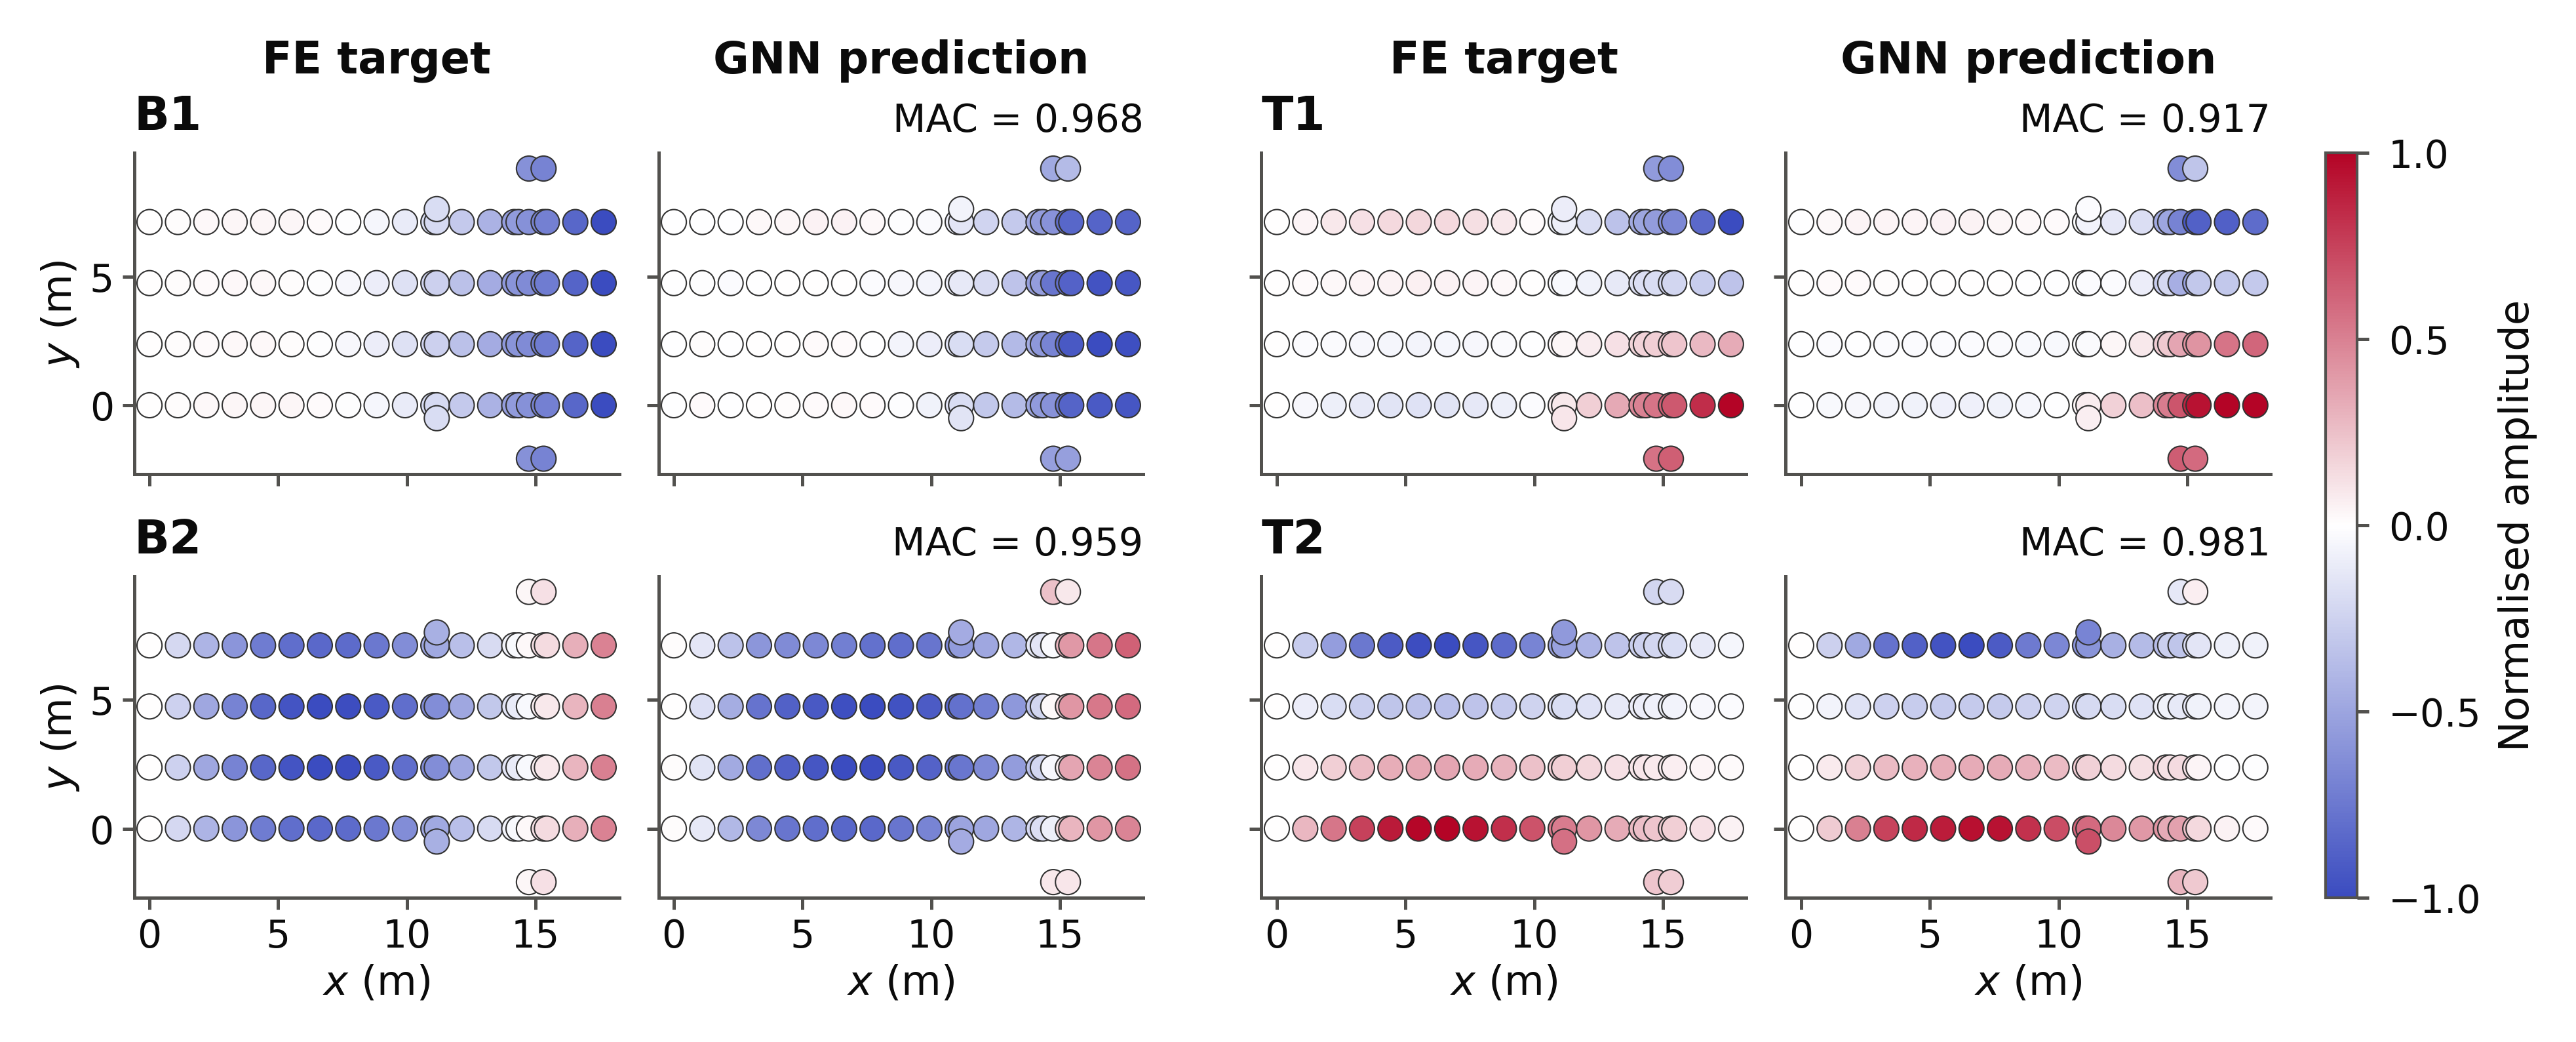 FE target GNN prediction FE target GNN prediction
B1 MAC = 0.968 T1 MAC = 0.917
y (m)
5
0
B2 MAC = 0.959 T2 MAC = 0.981
y (m)
5
0
0 5 10 15 0 5 10 15 0 5 10 15 0 5 10 15
x (m) x (m) x (m) x (m)
1.0
0.5
0.0
−0.5
−1.0
Normalised amplitude